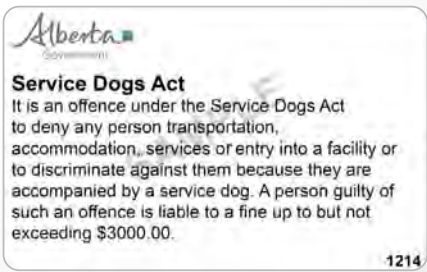 Alberta
Government
Service Dogs Act
It is an offence under the Service Dogs Act
to deny any person transportation,
accommodation, services or entry into a facility or
to discriminate against them because they are
accompanied by a service dog. A person guilty of
such an offence is liable to a fine up to but not
exceeding $3000.00.
SAMPLE
1214